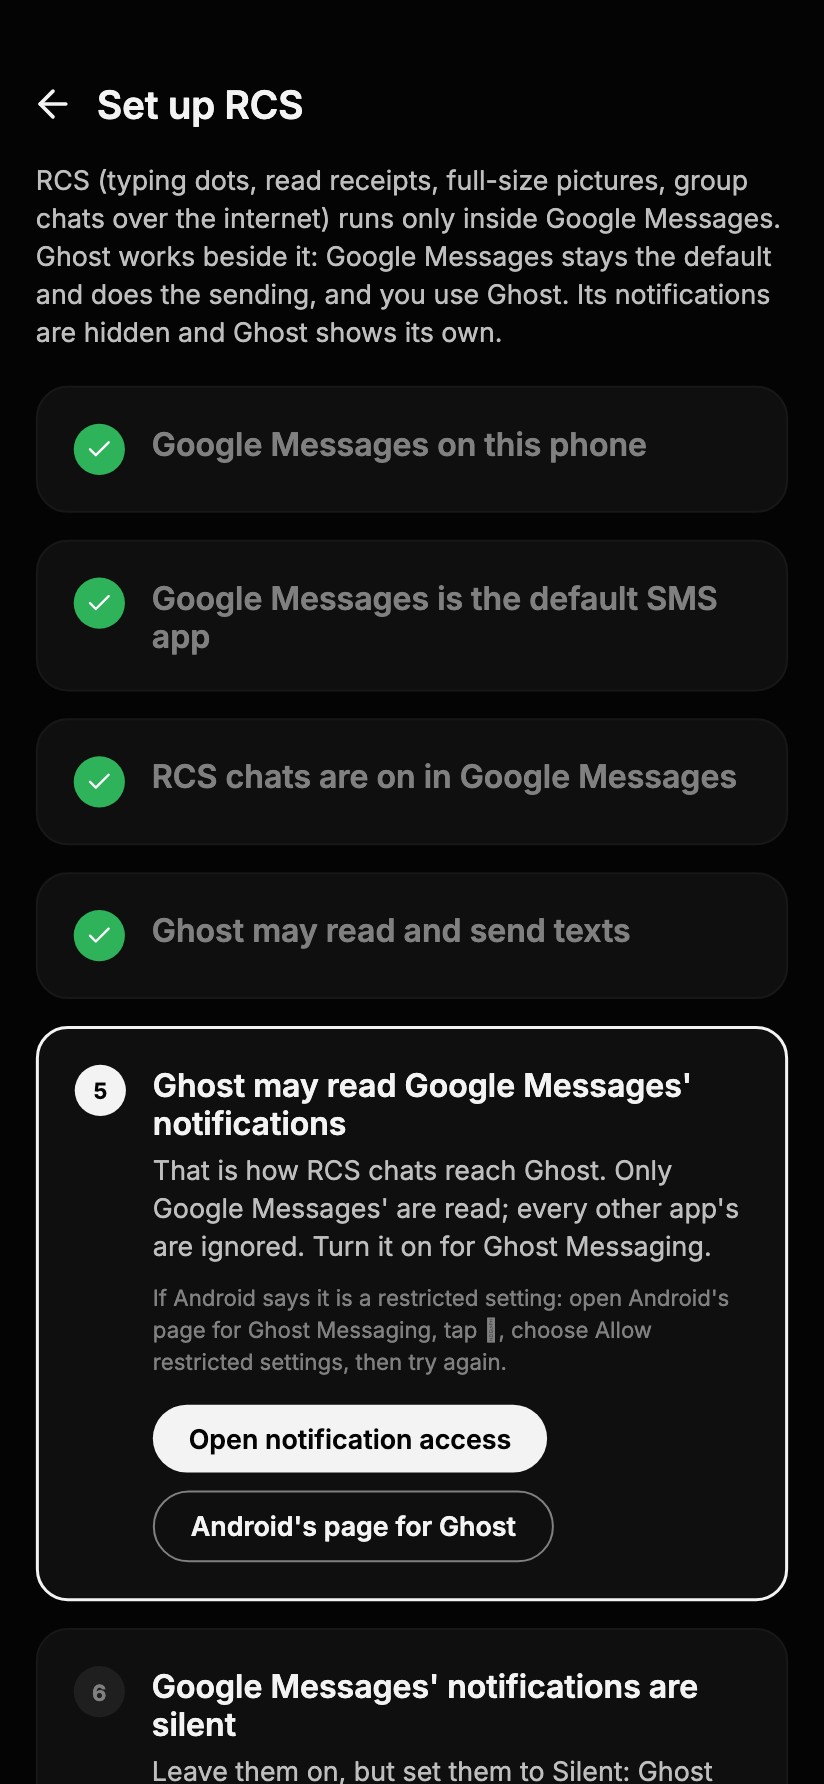 Set up RCS
RCS (typing dots, read receipts, full-size pictures, group
chats over the internet) runs only inside Google Messages.
Ghost works beside it: Google Messages stays the default
and does the sending, and you use Ghost. Its notifications
are hidden and Ghost shows its own.
Google Messages on this phone
Google Messages is the default SMS
app
RCS chats are on in Google Messages
Ghost may read and send texts
5
Ghost may read Google Messages'
notifications
That is how RCS chats reach Ghost. Only
Google Messages' are read; every other app's
are ignored. Turn it on for Ghost Messaging.
If Android says it is a restricted setting: open Android's
page for Ghost Messaging, tap , choose Allow
restricted settings, then try again.
Open notification access
Android's page for Ghost
6
Google Messages' notifications are
silent
Leave them on, but set them to Silent: Ghost